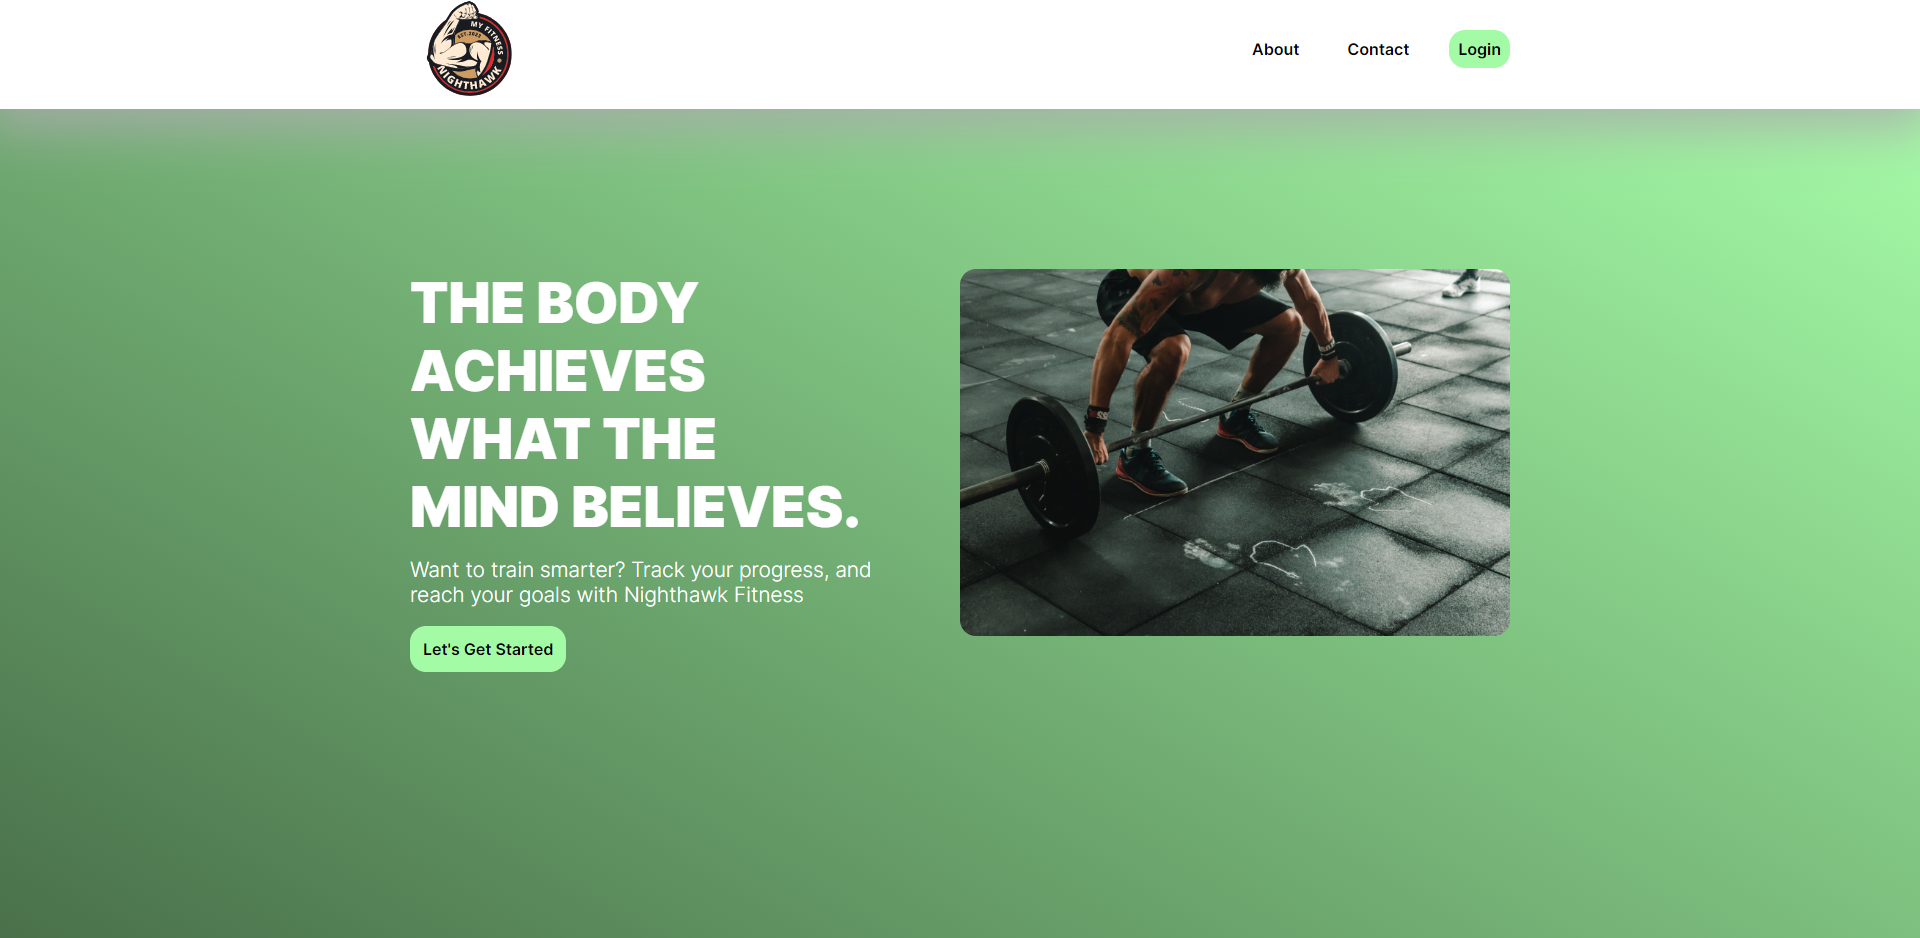 MY FITNESS
EST.2023
NIGHTHAWK
About
Contact
Login
THE BODY
ACHIEVES
WHAT THE
MIND BELIEVES.
Want to train smarter? Track your progress, and
reach your goals with Nighthawk Fitness
Let's Get Started